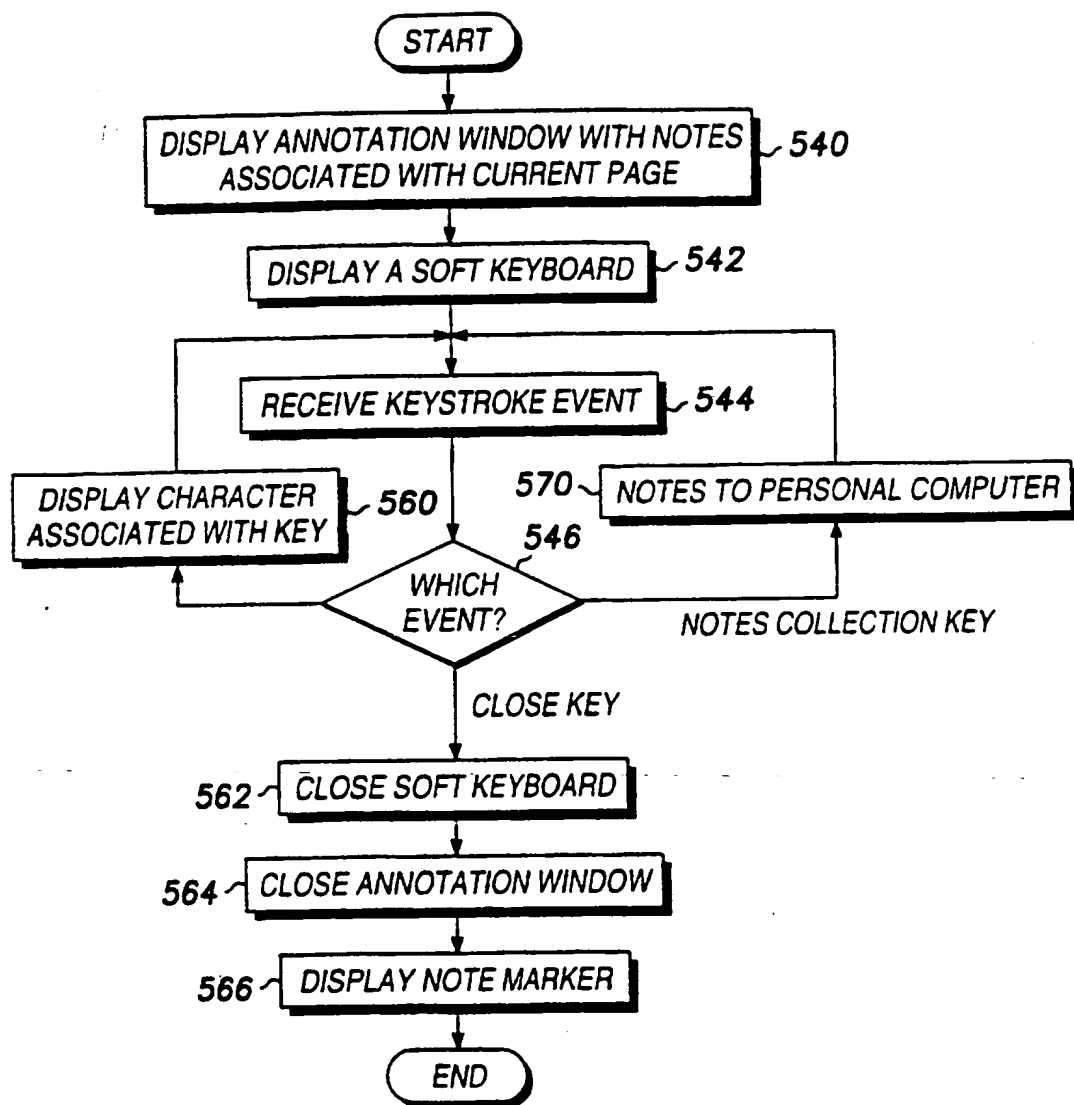 START
DISPLAY ANNOTATION WINDOW WITH NOTES
ASSOCIATED WITH CURRENT PAGE
540
DISPLAY A SOFT KEYBOARD
542
RECEIVE KEYSTROKE EVENT
544
DISPLAY CHARACTER
ASSOCIATED WITH KEY
560
570
NOTES TO PERSONAL COMPUTER
546
WHICH
EVENT?
NOTES COLLECTION KEY
CLOSE KEY
562
CLOSE SOFT KEYBOARD
564
CLOSE ANNOTATION WINDOW
566
DISPLAY NOTE MARKER
END